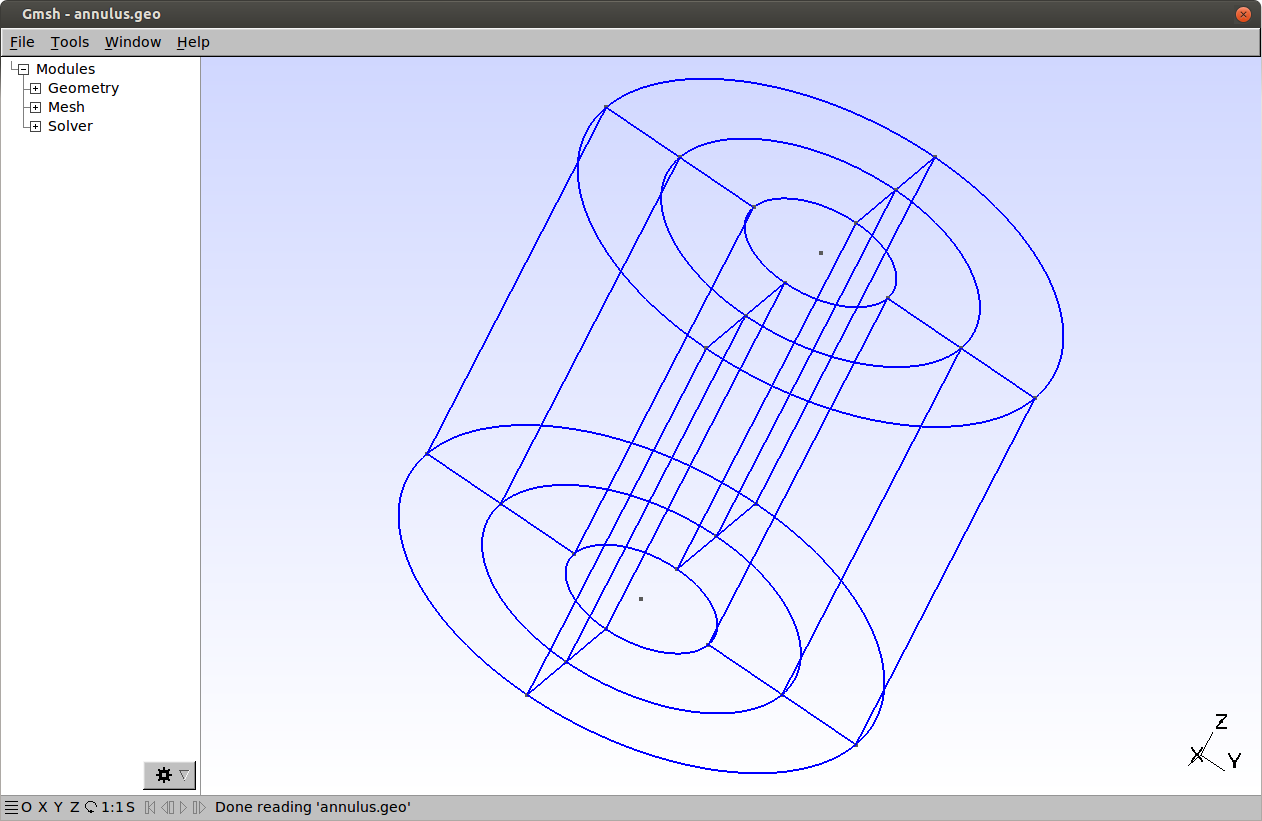 Gmsh - annulus.geo
File Tools Window Help
Modules
Geometry
Mesh
Solver
Z
X
Y
O X Y Z 1:1 S Done reading 'annulus.geo'